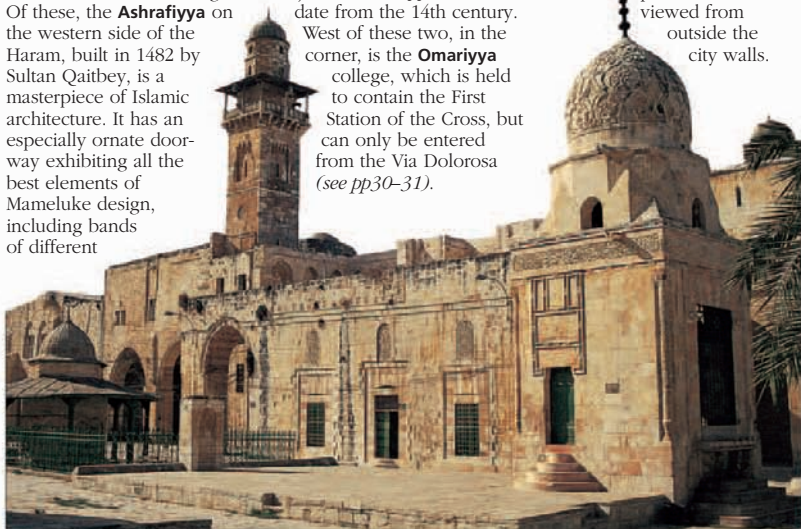 Of these, the Ashrafiyya on
the western side of the
Haram, built in 1482 by
Sultan Qaitbey, is a
masterpiece of Islamic
architecture. It has an
especially ornate door-
way exhibiting all the
best elements of
Mameluke design,
including bands
of different
date from the 14th century.
West of these two, in the
corner, is the Omariyya
college, which is held
to contain the First
Station of the Cross, but
can only be entered
from the Via Dolorosa
(see pp30–31).
viewed from
outside the
city walls.